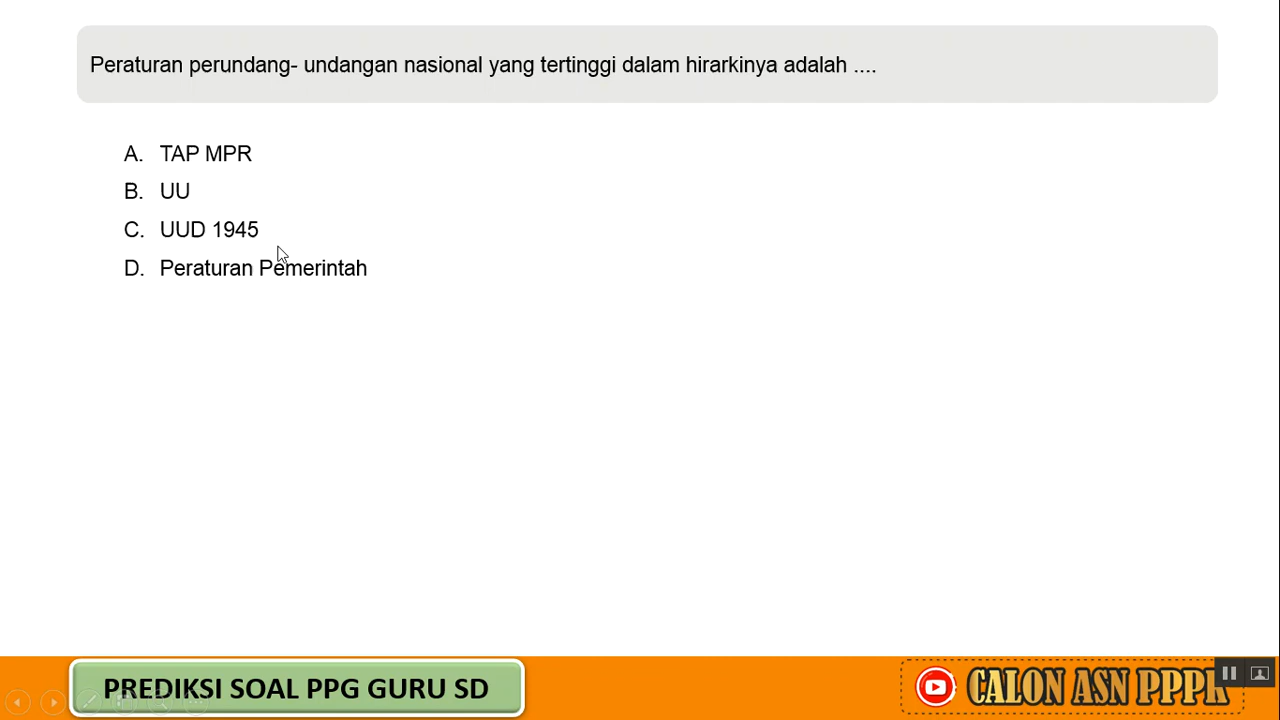 Peraturan perundang- undangan nasional yang tertinggi dalam hirarkinya adalah ....
A. TAP MPR
B. UU
C. UUD 1945
D. Peraturan Pemerintah
PREDIKSI SOAL PPG GURU SD
CALON ASN PPPK